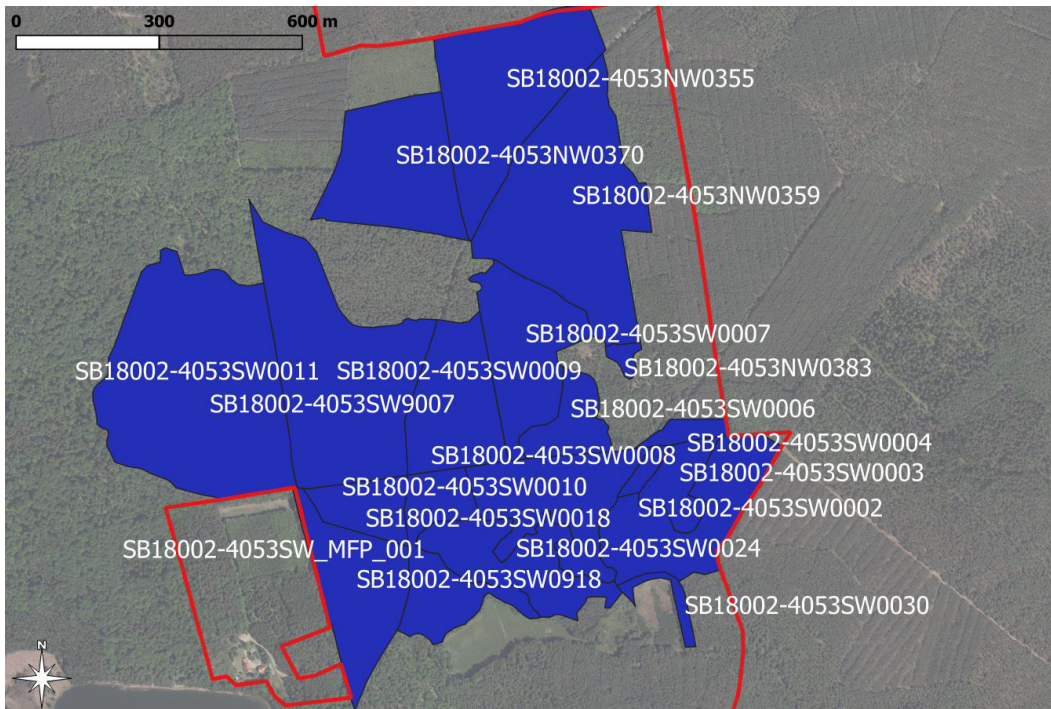 0 300 600 m
SB18002-4053NW0355
SB18002-4053NW0370
SB18002-4053NW0359
SB18002-4053SW0007
SB18002-4053NW0383
SB18002-4053SW0011
SB18002-4053SW0009
SB18002-4053SW9007
SB18002-4053SW0006
SB18002-4053SW0004
SB18002-4053SW0008
SB18002-4053SW0003
SB18002-4053SW0010
SB18002-4053SW0002
SB18002-4053SW0018
SB18002-4053SW_MFP_001
SB18002-4053SW0024
SB18002-4053SW0918
SB18002-4053SW0030
N